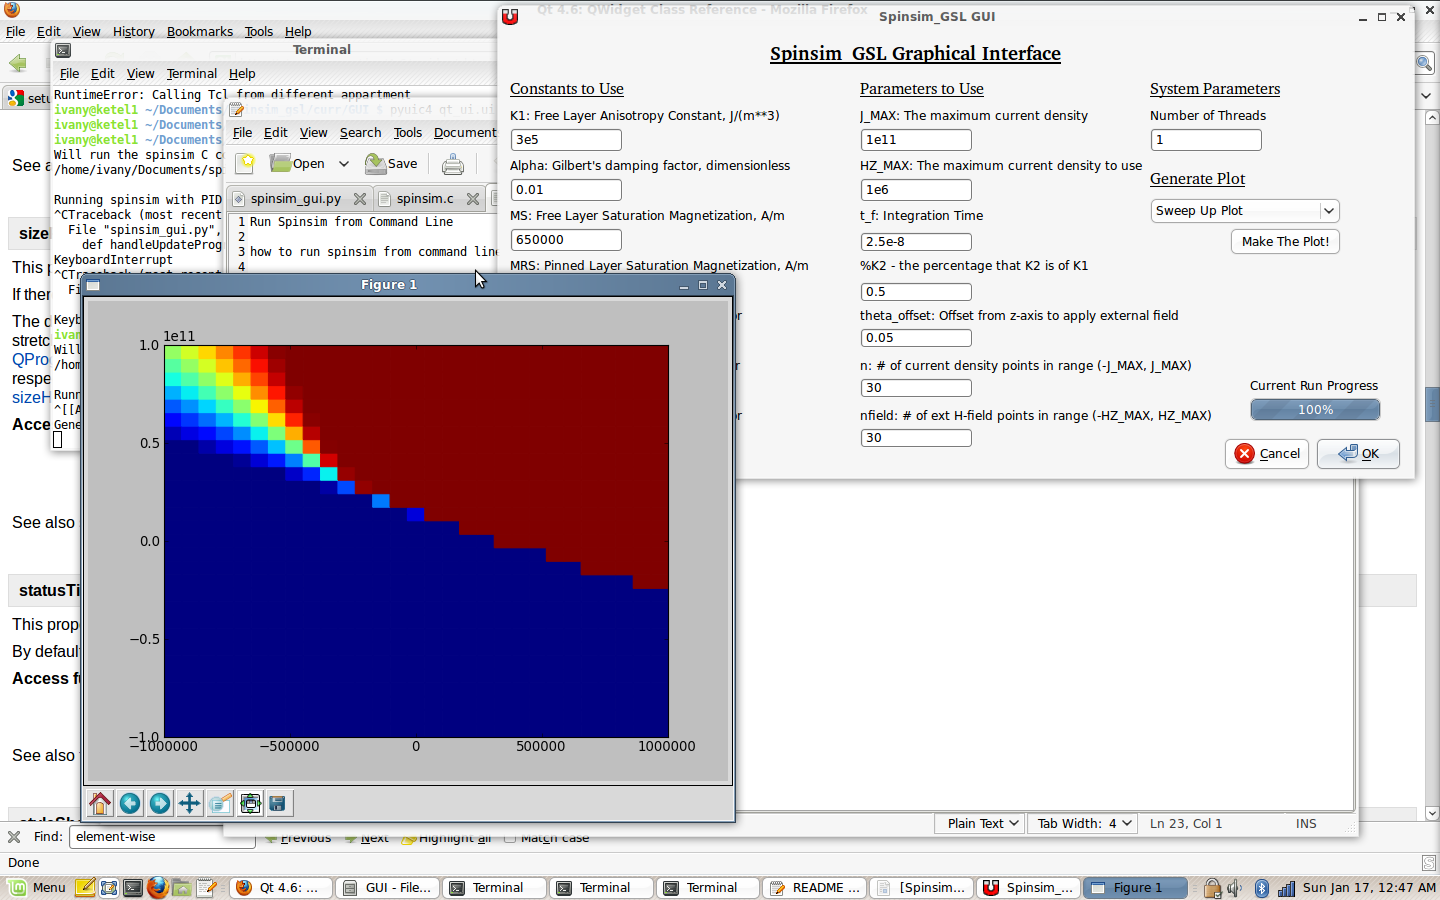 Qt 4.6: QWidget Class Reference - Mozilla Firefox
File Edit View History Bookmarks Tools Help
Terminal
File Edit View Terminal Help
RuntimeError: Calling Tcl from different appartment
ivany@ketel1 ~/Documents
ivany@ketel1 ~/Documents
ivany@ketel1 ~/Documents
Will run the spinsim C c
/home/ivany/Documents/sp
Running spinsim with PID
^CTraceback (most recent
File "spinsim_gui.py",
def handleUpdateProg
KeyboardInterrupt
File Edit View Search Tools Document
Open Save
spinsim_gui.py spinsim.c
1 Run Spinsim from Command Line
2
3 how to run spinsim from command line
4
Spinsim_GSL GUI
Spinsim_GSL Graphical Interface
Constants to Use
K1: Free Layer Anisotropy Constant, J/(m**3)
3e5
Alpha: Gilbert's damping factor, dimensionless
0.01
MS: Free Layer Saturation Magnetization, A/m
650000
MRS: Pinned Layer Saturation Magnetization, A/m
Parameters to Use
J_MAX: The maximum current density
1e11
HZ_MAX: The maximum current density to use
1e6
t_f: Integration Time
2.5e-8
%K2 - the percentage that K2 is of K1
0.5
theta_offset: Offset from z-axis to apply external field
0.05
n: # of current density points in range (-J_MAX, J_MAX)
30
nfield: # of ext H-field points in range (-HZ_MAX, HZ_MAX)
30
System Parameters
Number of Threads
1
Generate Plot
Sweep Up Plot
Make The Plot!
Current Run Progress
100%
Cancel OK
Figure 1
1e11
1.0
0.5
0.0
−0.5
−1.0
−1000000 −500000 0 500000 1000000
See a
size
This p
If ther
The d
stretc
QPro
respe
sizeH
Acce
See also
statusTi
This prop
By defaul
Access fu
See also
Find: element-wise Previous Next Highlight all Match case
Plain Text Tab Width: 4 Ln 23, Col 1 INS
Done
Menu Qt 4.6: ... GUI - File... Terminal Terminal Terminal README ... [Spinsim... Spinsim_... Figure 1 Sun Jan 17, 12:47 AM